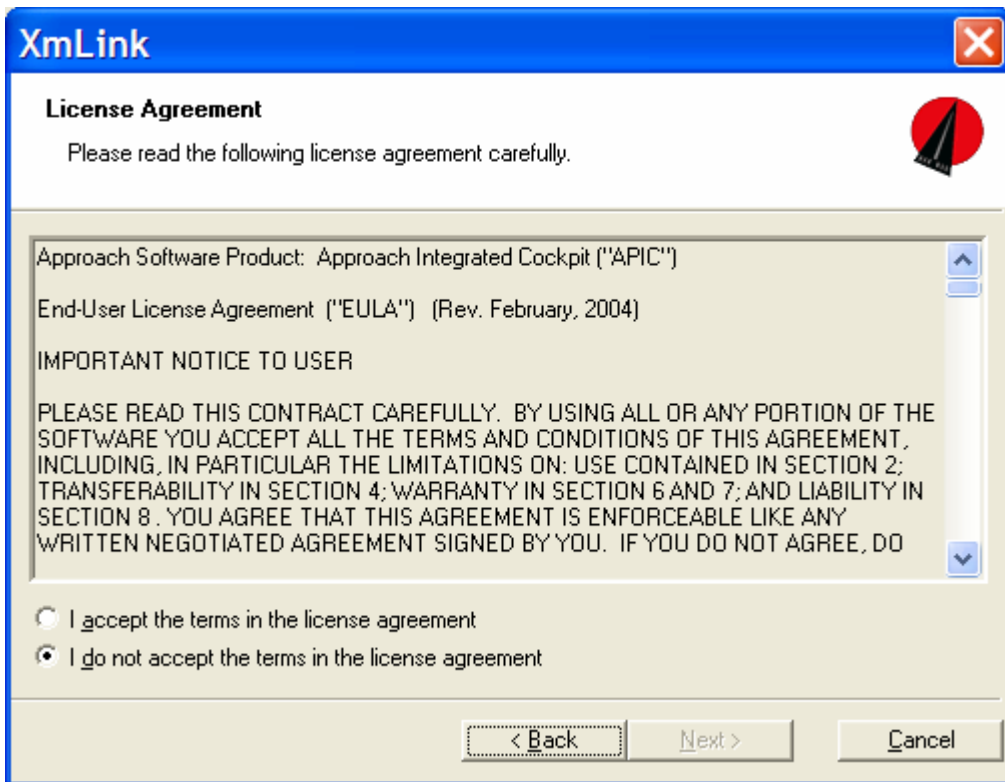 XmLink
License Agreement
Please read the following license agreement carefully.
Approach Software Product:  Approach Integrated Cockpit ("APIC")
End-User License Agreement  ("EULA")   (Rev. February, 2004)
IMPORTANT NOTICE TO USER
PLEASE READ THIS CONTRACT CAREFULLY.  BY USING ALL OR ANY PORTION OF THE
SOFTWARE YOU ACCEPT ALL THE TERMS AND CONDITIONS OF THIS AGREEMENT,
INCLUDING, IN PARTICULAR THE LIMITATIONS ON: USE CONTAINED IN SECTION 2;
TRANSFERABILITY IN SECTION 4; WARRANTY IN SECTION 6 AND 7; AND LIABILITY IN
SECTION 8 . YOU AGREE THAT THIS AGREEMENT IS ENFORCEABLE LIKE ANY
WRITTEN NEGOTIATED AGREEMENT SIGNED BY YOU.  IF YOU DO NOT AGREE, DO
I accept the terms in the license agreement
I do not accept the terms in the license agreement
< Back
Next >
Cancel